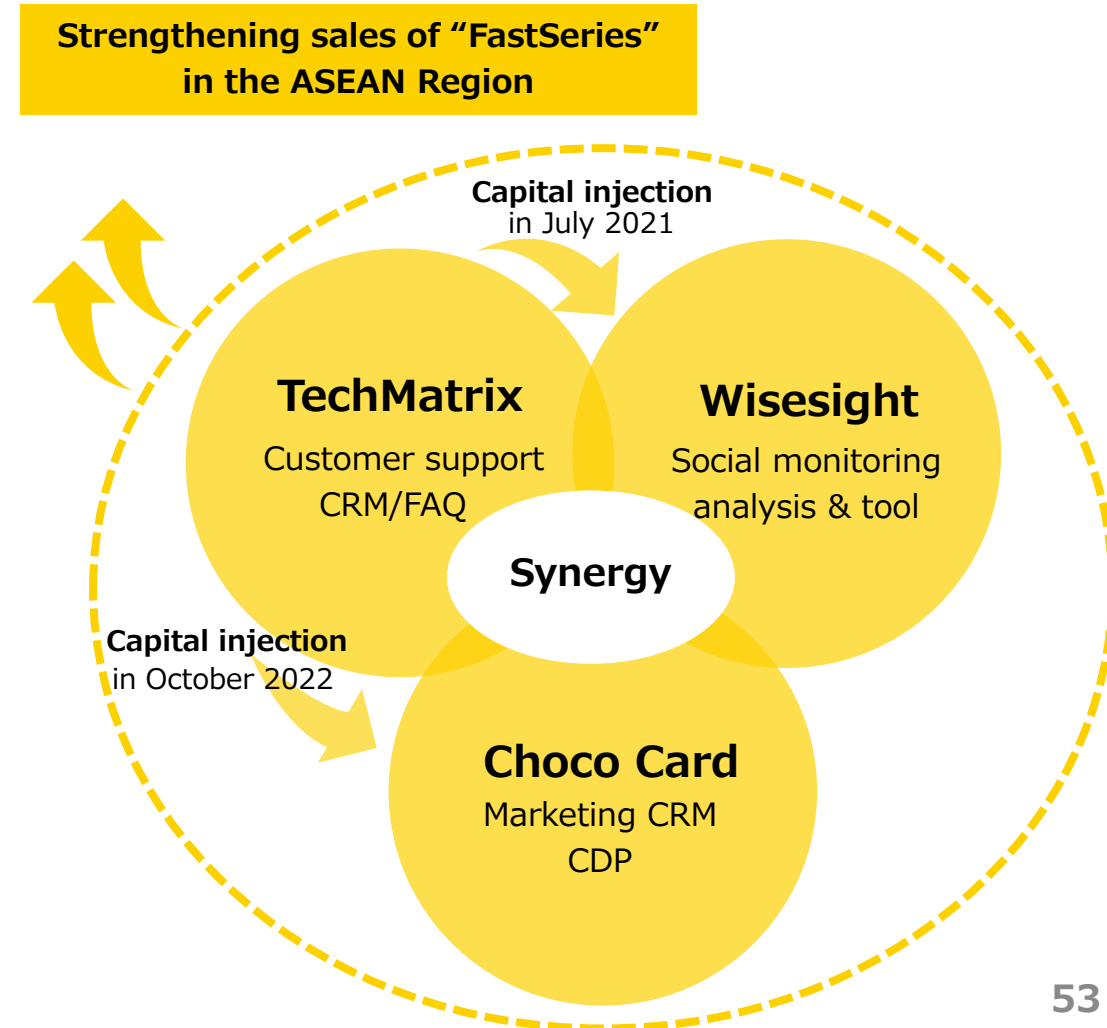 Strengthening sales of “FastSeries”
in the ASEAN Region
Capital injection
in July 2021
TechMatrix
Customer support
CRM/FAQ
Wisesight
Social monitoring
analysis & tool
Synergy
Capital injection
in October 2022
Choco Card
Marketing CRM
CDP
53